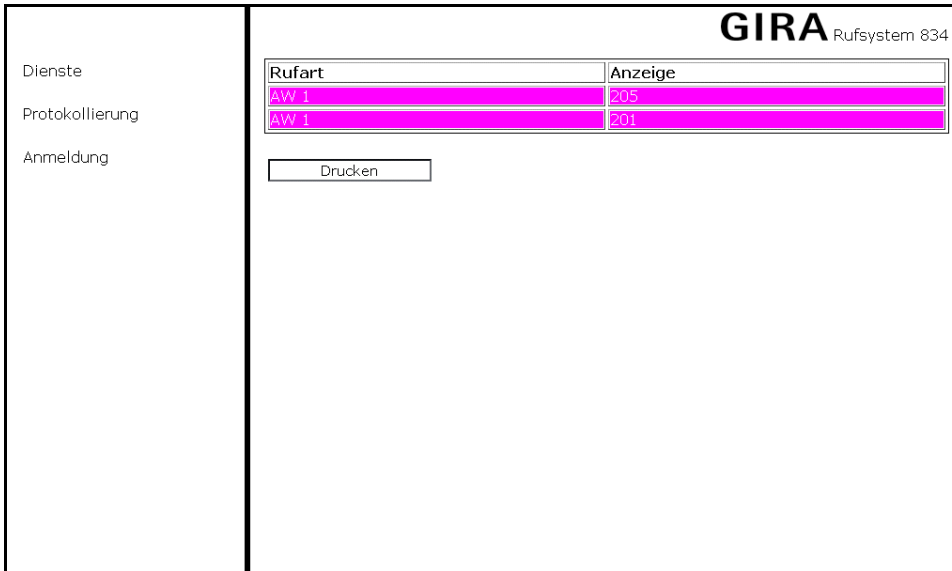 GIRA Rufsystem 834
Dienste
Protokollierung
Anmeldung
Rufart Anzeige
AW 1 205
AW 1 201
Drucken